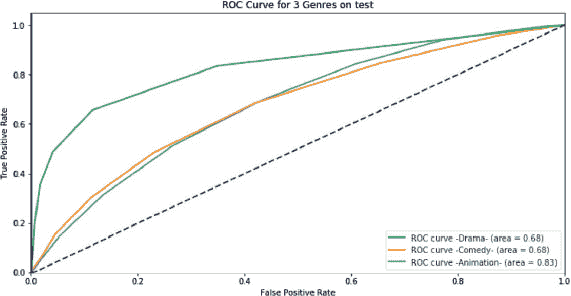 ROC Curve for 3 Genres on test
1.0
0.8
0.6
0.4
0.2
0.0
True Positive Rate
0.0 0.2 0.4 0.6 0.8 1.0
False Positive Rate
ROC curve -Drama- (area = 0.68)
ROC curve -Comedy- (area = 0.68)
ROC curve -Animation- (area = 0.83)